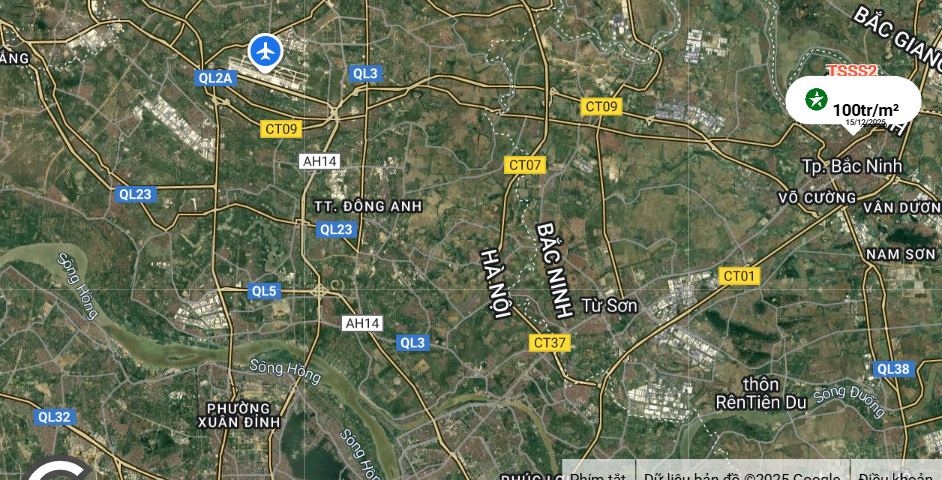 BẮC GIANG
ẮNG
QL2A
QL3
TSSS2
100tr/m²
15/12/2025
CT09
CT09
AH14
CT07
Tp. Bắc Ninh
QL23
TT. ĐÔNG ANH
VÕ CƯỜNG
VÂN DƯƠN
QL23
HÀ NỘI
BẮC NINH
NAM SƠN
Sông Hồng
QL5
CT01
Từ Sơn
AH14
QL3
CT37
Sông Hồng
QL38
thôn
RênTiên Du
Sông Đuống
PHƯỜNG
XUÂN ĐỈNH
QL32
Sông Hồ
Phím tắt
Dữ liệu bản đồ ©2025 Google
Điều khoản